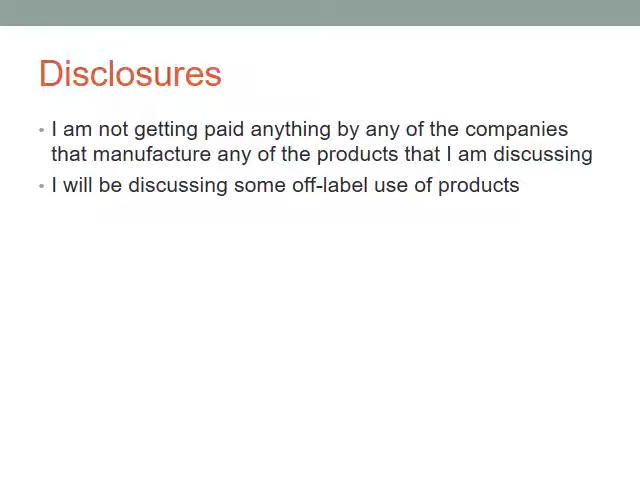 Disclosures
• I am not getting paid anything by any of the companies
that manufacture any of the products that I am discussing
• I will be discussing some off-label use of products